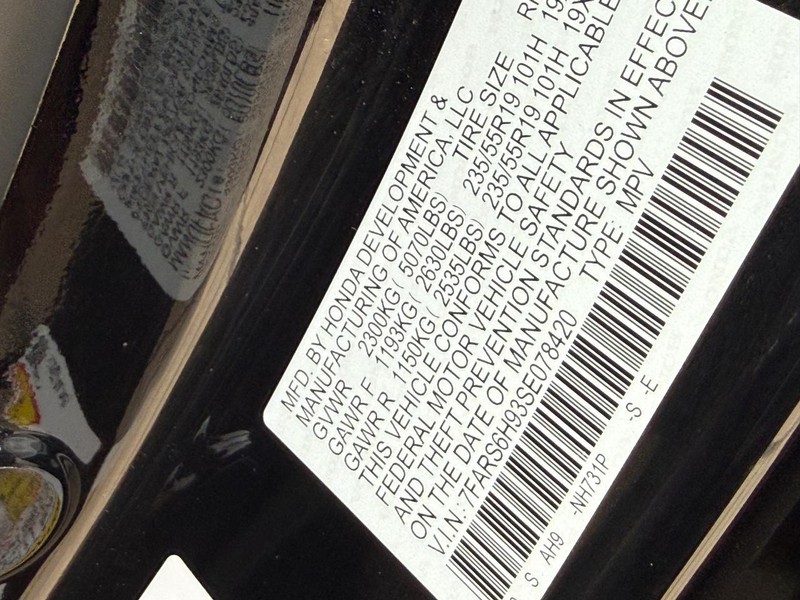 MFD. BY HONDA DEVELOPMENT &
MANUFACTURING OF AMERICA, LLC
TIRE SIZE
GVWR 2300KG( 5070LBS)
GAWR F 1193KG( 2630LBS) 235/55R19 101H
GAWR R 1150KG( 2535LBS) 235/55R19 101H
THIS VEHICLE CONFORMS TO ALL APPLICABLE
FEDERAL MOTOR VEHICLE SAFETY
AND THEFT PREVENTION STANDARDS IN EFFECT
ON THE DATE OF MANUFACTURE SHOWN ABOVE.
V.I.N.:7FARS6H93SE078420 TYPE: MPV
S AH9 -NH731P -S -E